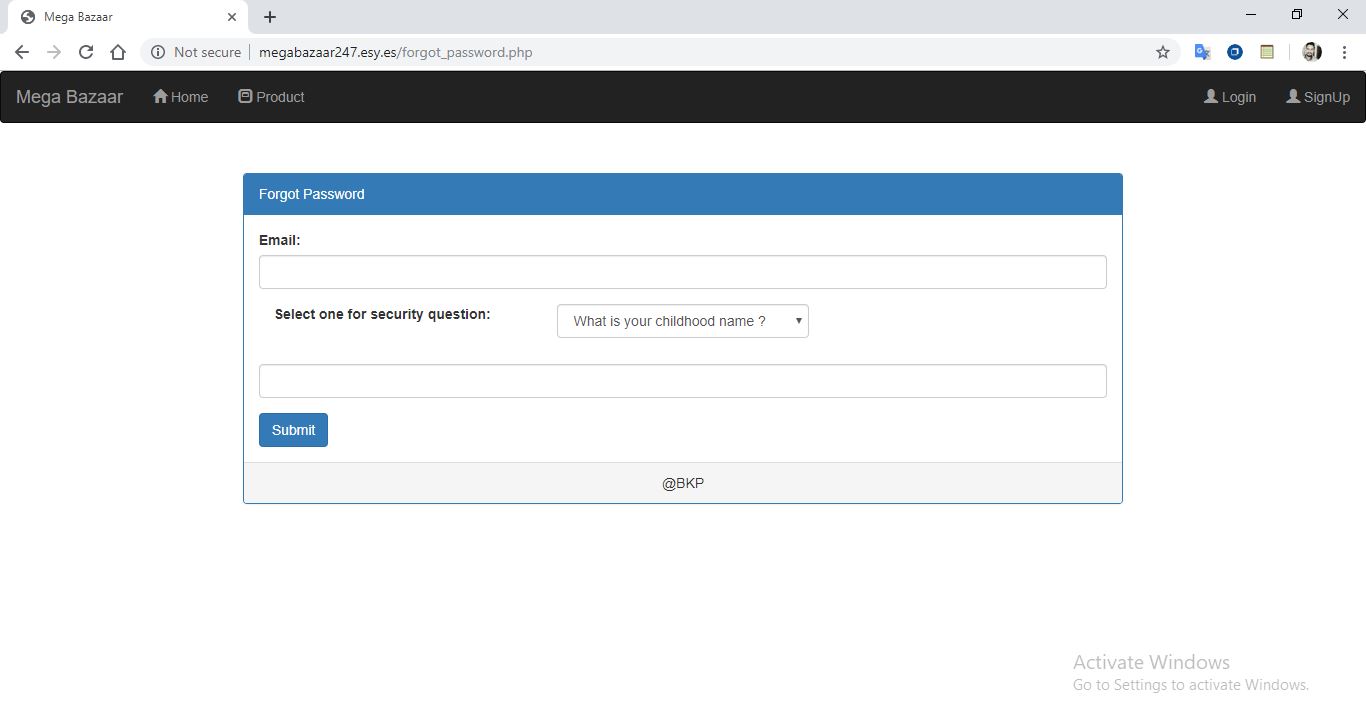 Mega Bazaar
Not secure megabazaar247.esy.es/forgot_password.php
Mega Bazaar Home Product Login SignUp
Forgot Password
Email:
Select one for security question: What is your childhood name ?
Submit
@BKP
Activate Windows
Go to Settings to activate Windows.